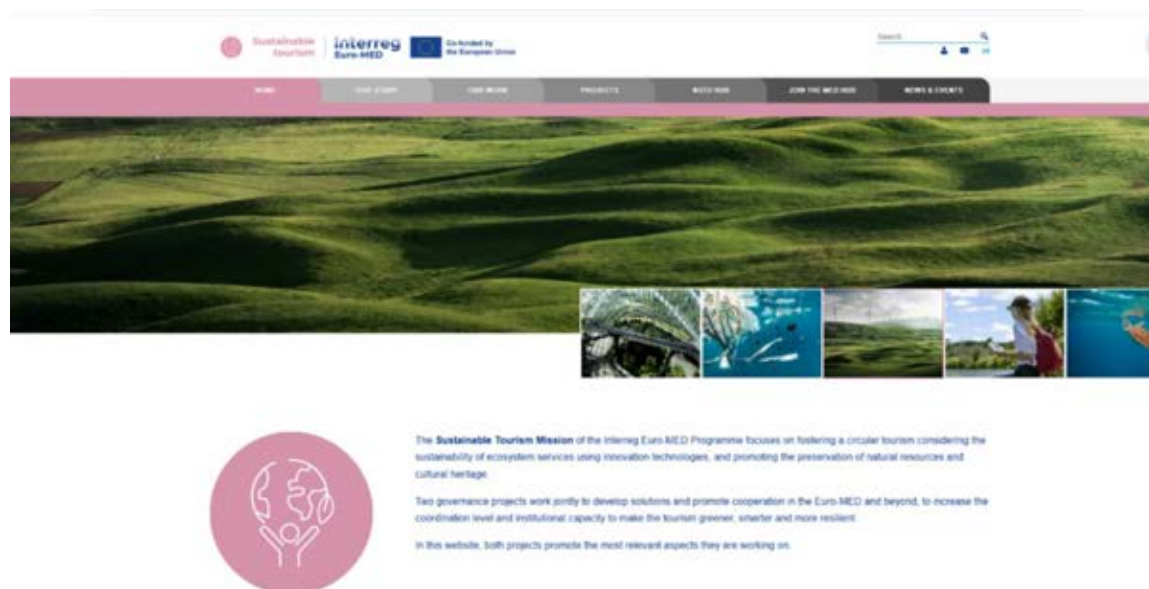 Sustainable
tourism
Interreg
Euro-MED
Co-funded by
the European Union
Search
HOME
OUR STORY
OUR WORK
PROJECTS
JOIN THE MED HUB
NEWS & EVENTS
The Sustainable Tourism Mission of the Interreg Euro-MED Programme focuses on fostering a circular tourism considering the
sustainability of ecosystem services using innovation technologies, and promoting the preservation of natural resources and
cultural heritage.
Two governance projects work jointly to develop solutions and promote cooperation in the Euro-MED and beyond, to increase the
coordination level and institutional capacity to make the tourism greener, smarter and more resilient.
In this website, both projects promote the most relevant aspects they are working on.